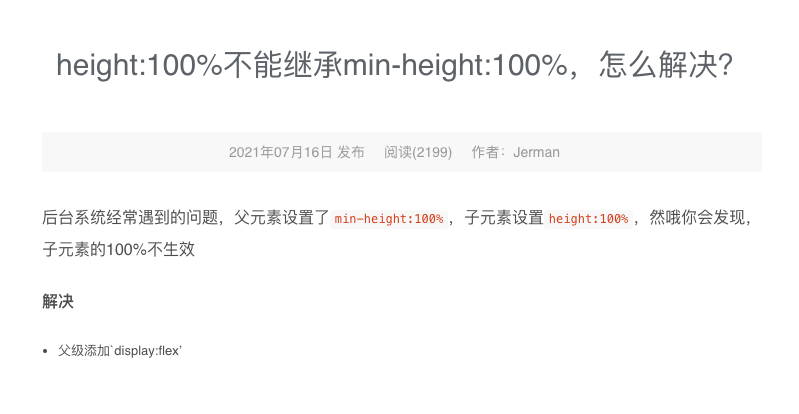 height:100%不能继承min-height:100%，怎么解决？
2021年07月16日 发布 阅读(2199) 作者：Jerman
后台系统经常遇到的问题，父元素设置了 min-height:100% ，子元素设置 height:100% ，然哦你会发现，
子元素的100%不生效
解决
• 父级添加`display:flex'